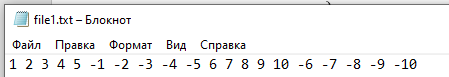 file1.txt – Блокнот
Файл Правка Формат Вид Справка
1 2 3 4 5 -1 -2 -3 -4 -5 6 7 8 9 10 -6 -7 -8 -9 -10